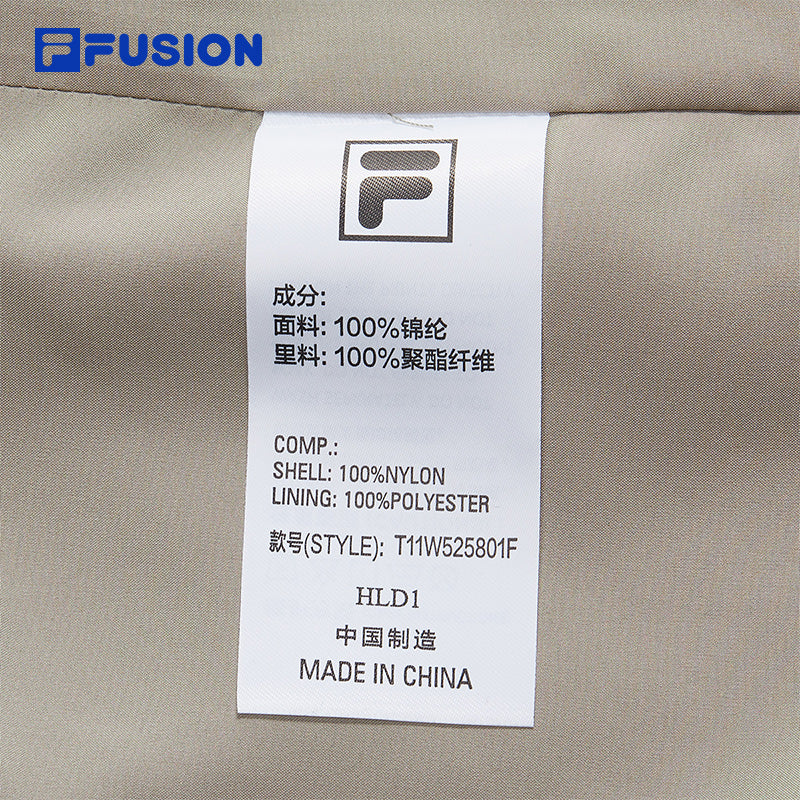 FUSION
成分:
面料: 100%锦纶
里料: 100%聚酯纤维
COMP.:
SHELL: 100%NYLON
LINING: 100%POLYESTER
款号(STYLE): T11W525801F
HLD1
中国制造
MADE IN CHINA